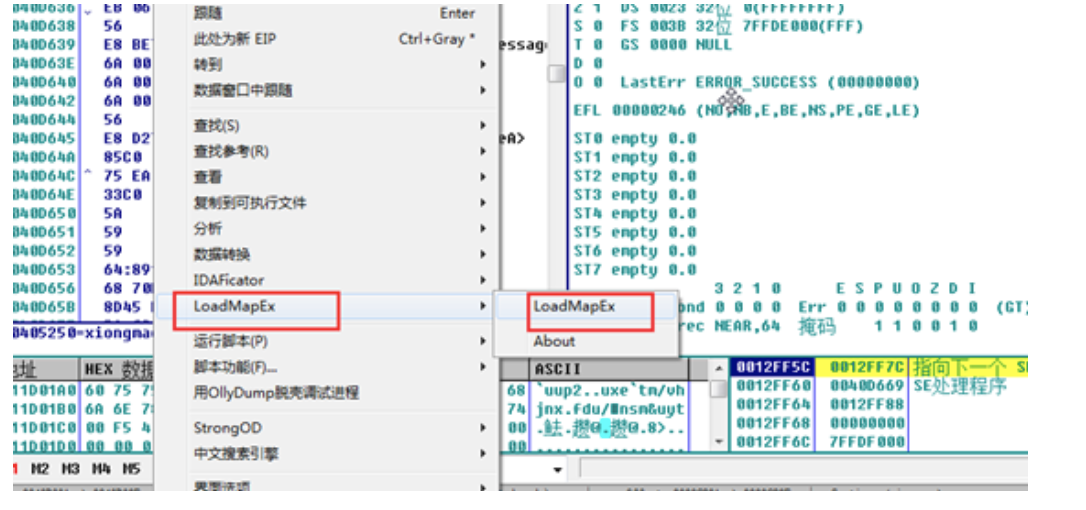 0040D636 EB 06
0040D638 56
0040D639 E8 BE
0040D63E 6A 00
0040D640 6A 00
0040D642 6A 00
0040D644 56
0040D645 E8 D2
0040D64A 85C0
0040D64C ^ 75 EA
0040D64E 33C0
0040D650 5A
0040D651 59
0040D652 59
0040D653 64:89
0040D656 68 70
0040D65B 8D45
0405250=xiongma
跟随 Enter
此处为新 EIP Ctrl+Gray *
转到
数据窗口中跟随
查找(S)
查找参考(R)
查看
复制到可执行文件
分析
数据转换
IDAFicator
LoadMapEx
运行脚本(P)
脚本功能(F)...
用OllyDump脱壳调试进程
StrongOD
中文搜索引擎
界面选项
LoadMapEx
About
essag
eA>
Z 1 DS 0023 32位 0(FFFFFFFF)
S 0 FS 003B 32位 7FFDE000(FFF)
T 0 GS 0000 NULL
D 0
O 0 LastErr ERROR_SUCCESS (00000000)
EFL 00000246 (NO,NB,E,BE,NS,PE,GE,LE)
ST0 empty 0.0
ST1 empty 0.0
ST2 empty 0.0
ST3 empty 0.0
ST4 empty 0.0
ST5 empty 0.0
ST6 empty 0.0
ST7 empty 0.0
3 2 1 0 E S P U O Z D I
ond 0 0 0 0 Err 0 0 0 0 0 0 0 0 (GT)
rec NEAR,64 掩码 1 1 0 0 1 0
地址 HEX 数据
11D01A0 60 75 75
11D01B0 6A 6E 7
11D01C0 00 F5 4
11D01D0 00 00 0
ASCII
68 `uup2..uxe`tm/vh
74 jnx.fdu/
00
00 ................
0012FF5C 0012FF7C 指向下一个 S
0012FF60 0040D669 SE处理程序
0012FF64 0012FF88
0012FF68 00000000
0012FF6C 7FFDF000
M2 M3 M4 M5